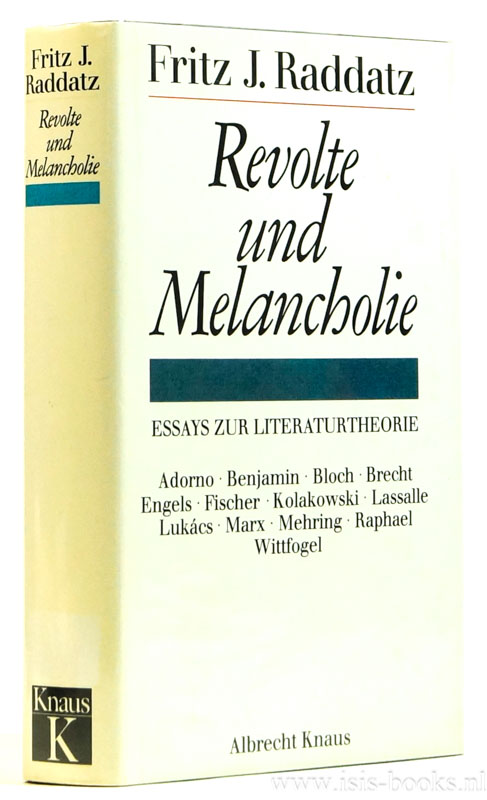 Fritz J.
Raddatz
Revolte
und
Melancholie
Knaus
K
Fritz J. Raddatz
Revolte
und
Melancholie
ESSAYS ZUR LITERATURTHEORIE
Adorno · Benjamin · Bloch · Brecht
Engels · Fischer · Kolakowski · Lassalle
Lukács · Marx · Mehring · Raphael
Wittfogel
Albrecht Knaus
www.isis-books.nl